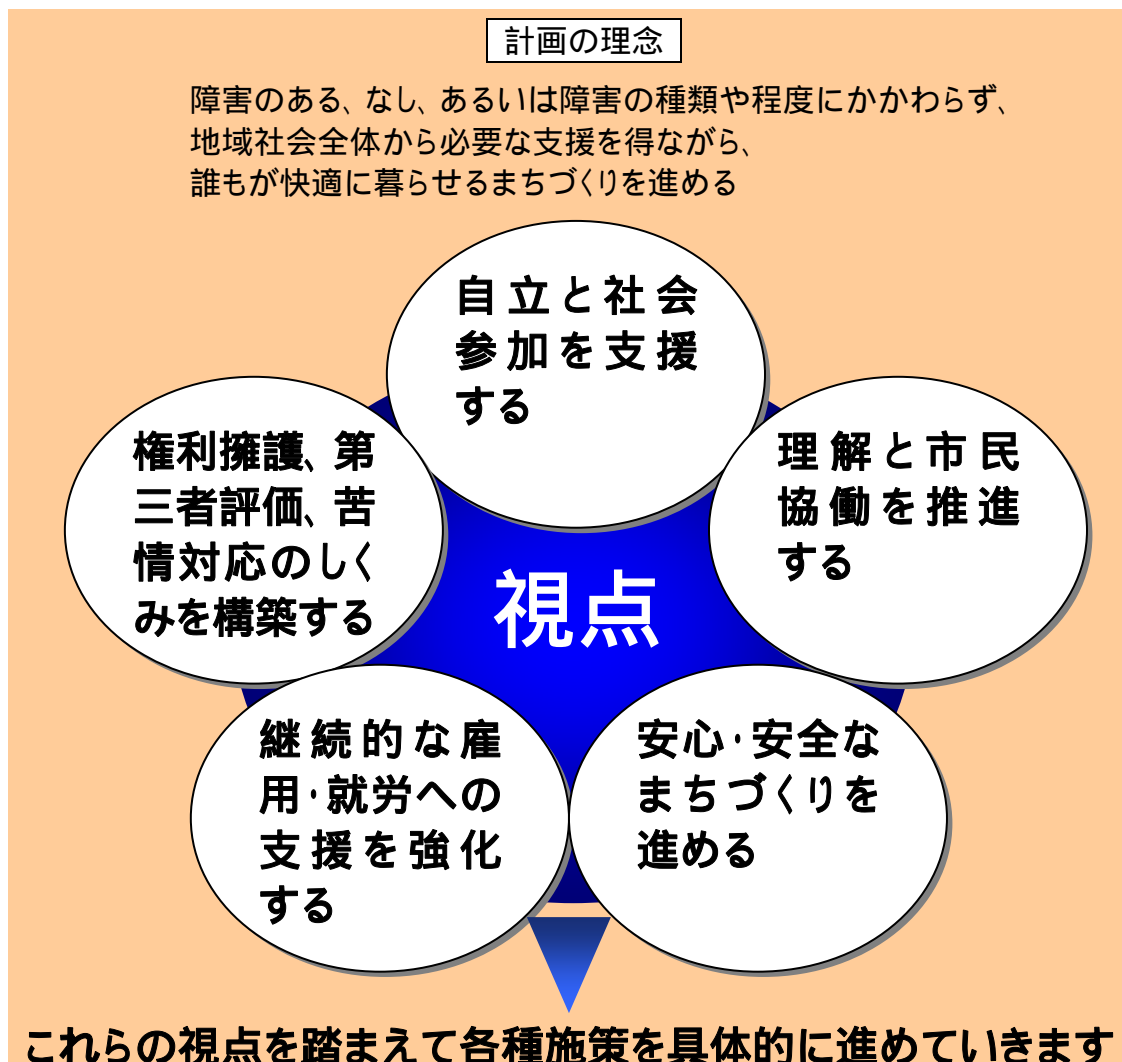 計画の理念
障害のある、なし、あるいは障害の種類や程度にかかわらず、
地域社会全体から必要な支援を得ながら、
誰もが快適に暮らせるまちづくりを進める
自立と社会
参加を支援
する
権利擁護、第
三者評価、苦
情対応のしく
みを構築する
理解と市民
協働を推進
する
視点
継続的な雇
用・就労への
支援を強化
する
安心・安全な
まちづくりを
進める
これらの視点を踏まえて各種施策を具体的に進めていきます